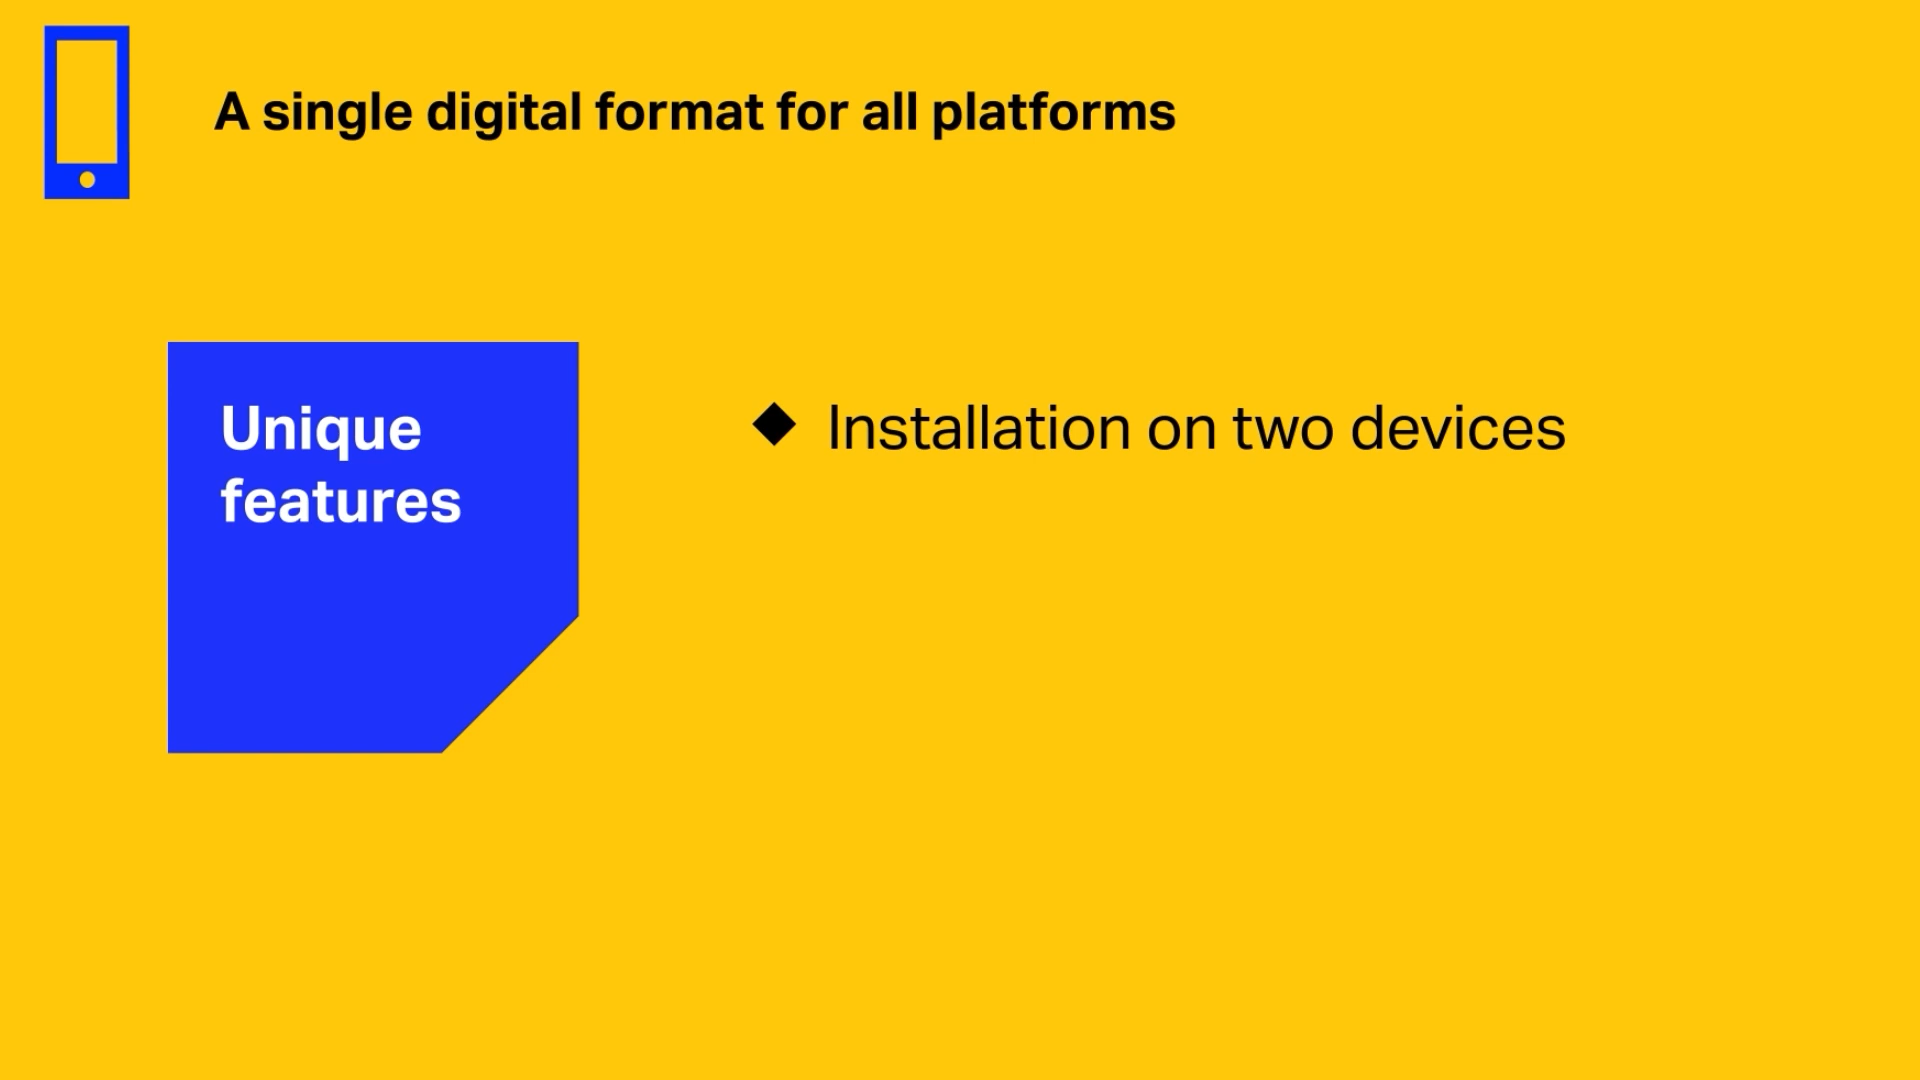 A single digital format for all platforms
Unique
features
◆ Installation on two devices